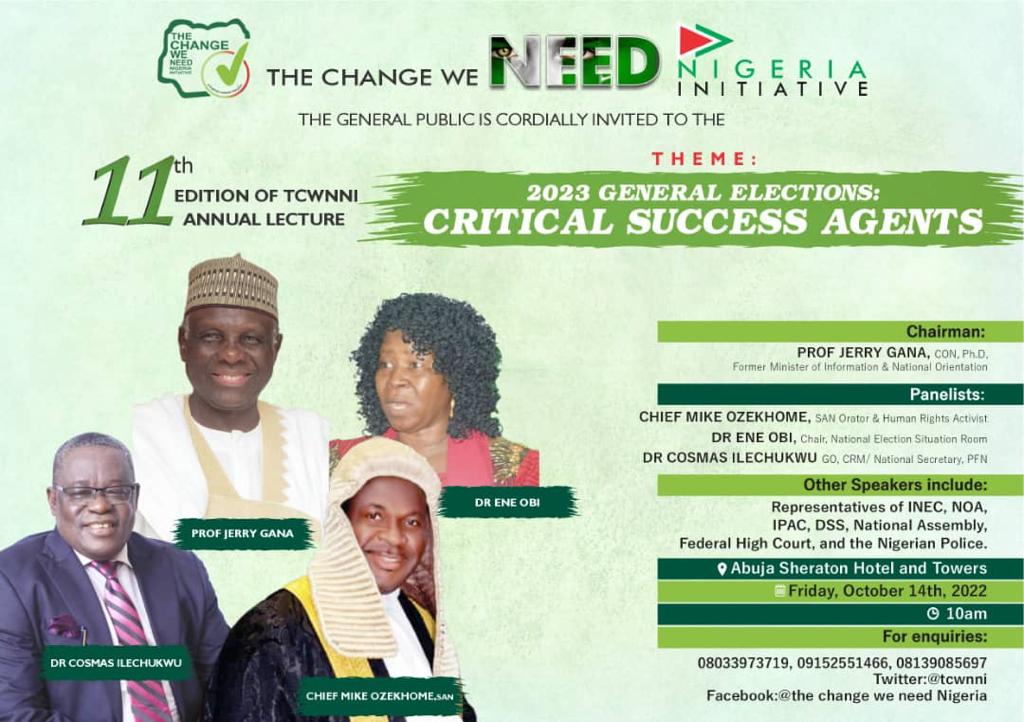 THE
CHANGE
WE
NEED
NIGERIA
INITIATIVE
THE CHANGE WE NEED NIGERIA
INITIATIVE
THE GENERAL PUBLIC IS CORDIALLY INVITED TO THE
11th
EDITION OF TCWNNI
ANNUAL LECTURE
THEME:
2023 GENERAL ELECTIONS:
CRITICAL SUCCESS AGENTS
Chairman:
PROF JERRY GANA, CON, Ph.D,
Former Minister of Information & National Orientation
Panelists:
CHIEF MIKE OZEKHOME, SAN Orator & Human Rights Activist
DR ENE OBI, Chair, National Election Situation Room
DR COSMAS ILECHUKWU GO, CRM/ National Secretary, PFN
Other Speakers include:
Representatives of INEC, NOA,
IPAC, DSS, National Assembly,
Federal High Court, and the Nigerian Police.
Abuja Sheraton Hotel and Towers
Friday, October 14th, 2022
10am
For enquiries:
08033973719, 09152551466, 08139085697
Twitter:@tcwnni
Facebook:@the change we need Nigeria
DR ENE OBI
PROF JERRY GANA
DR COSMAS ILECHUKWU
CHIEF MIKE OZEKHOME,SAN